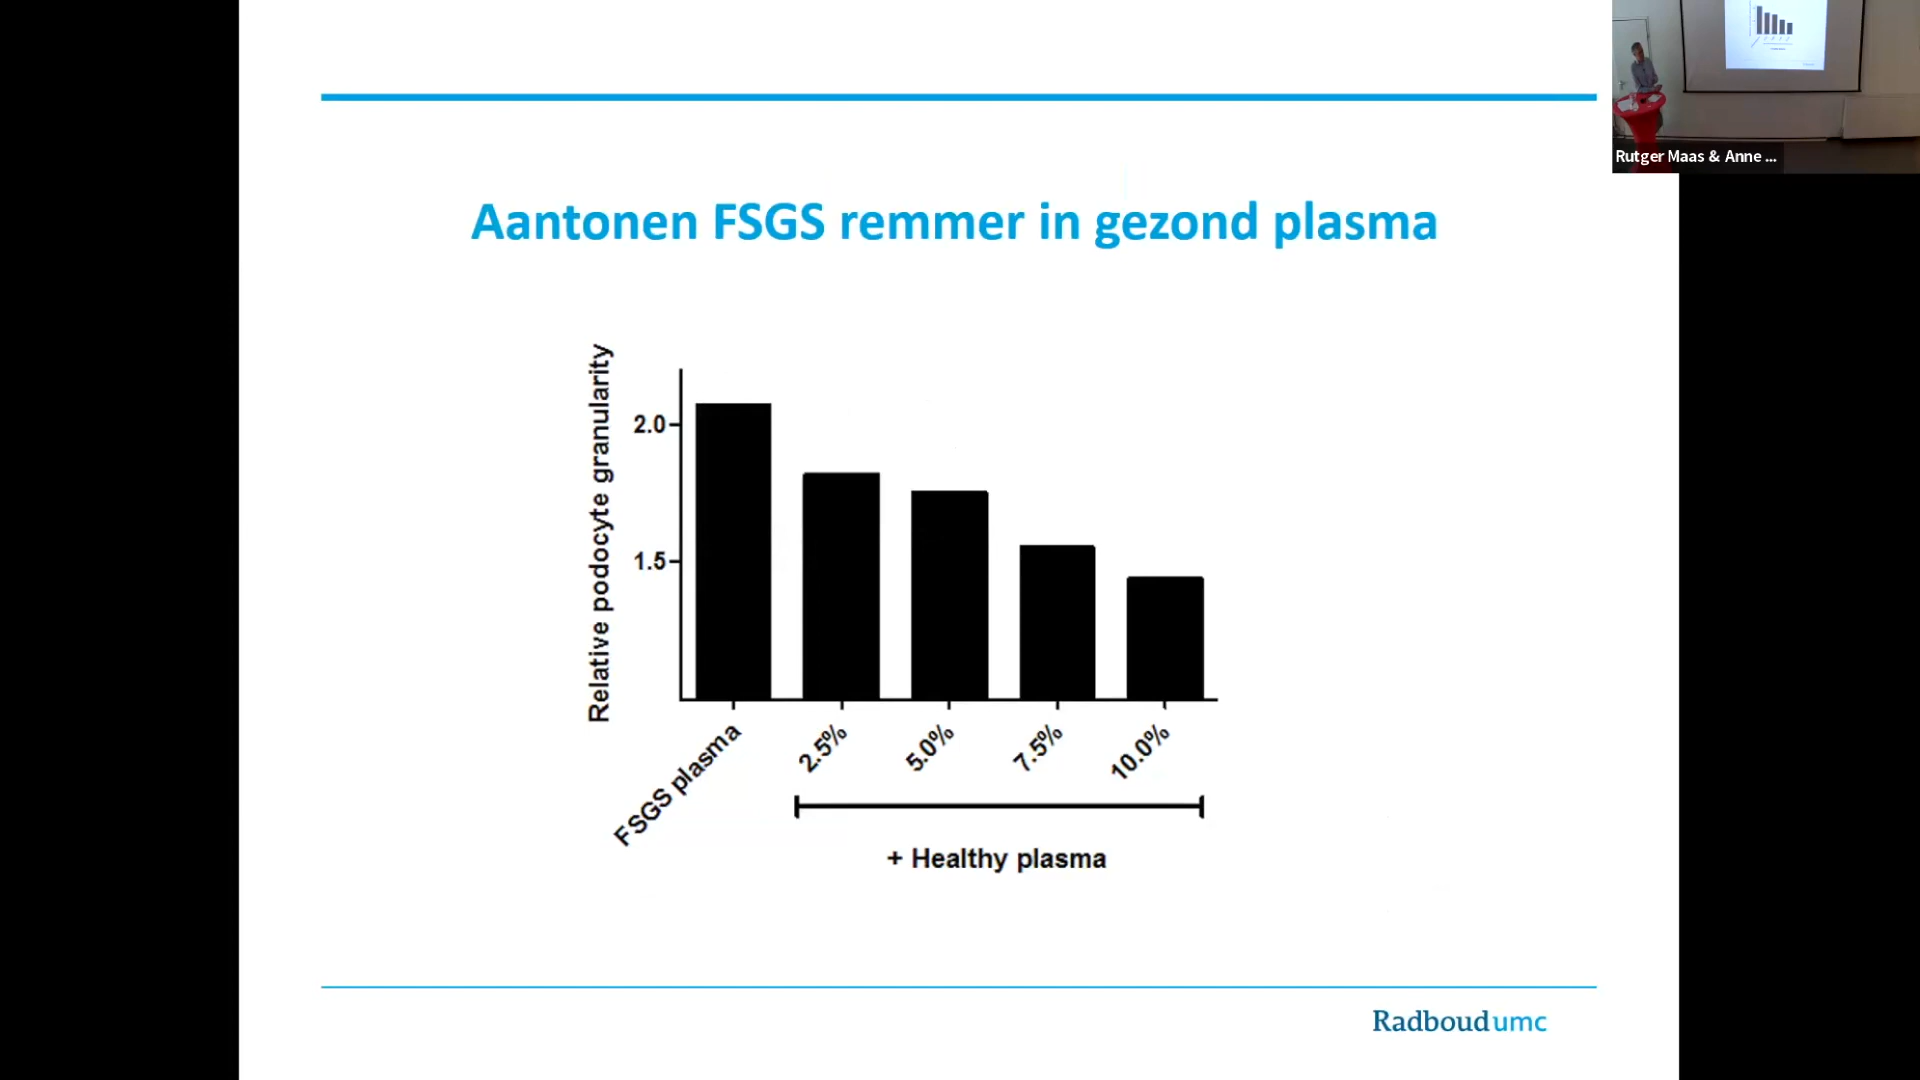 Rutger Maas & Anne ...
Aantonen FSGS remmer in gezond plasma
Relative podocyte granularity
2.0
1.5
FSGS plasma
2.5%
5.0%
7.5%
10.0%
+ Healthy plasma
Radboudumc